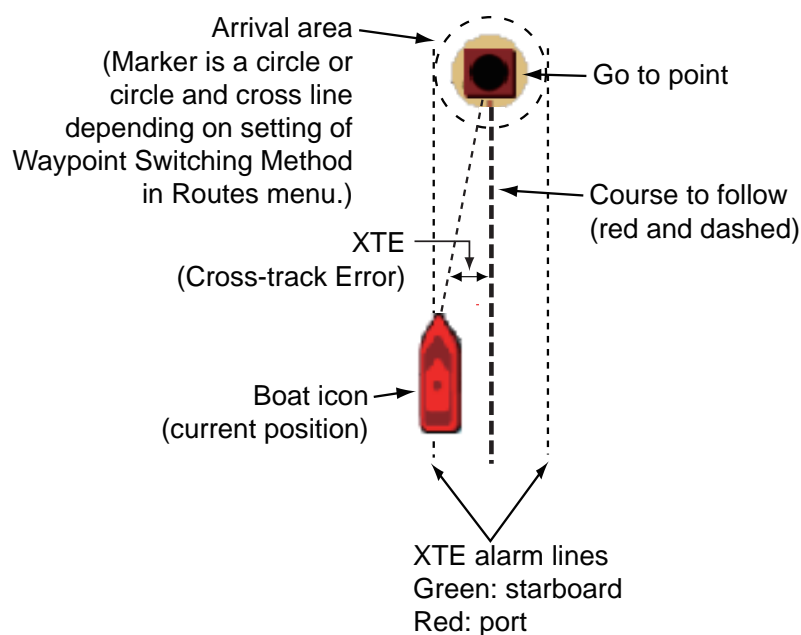 Arrival area
(Marker is a circle or
circle and cross line
depending on setting of
Waypoint Switching Method
in Routes menu.)
Go to point
Course to follow
(red and dashed)
XTE
(Cross-track Error)
Boat icon
(current position)
XTE alarm lines
Green: starboard
Red: port